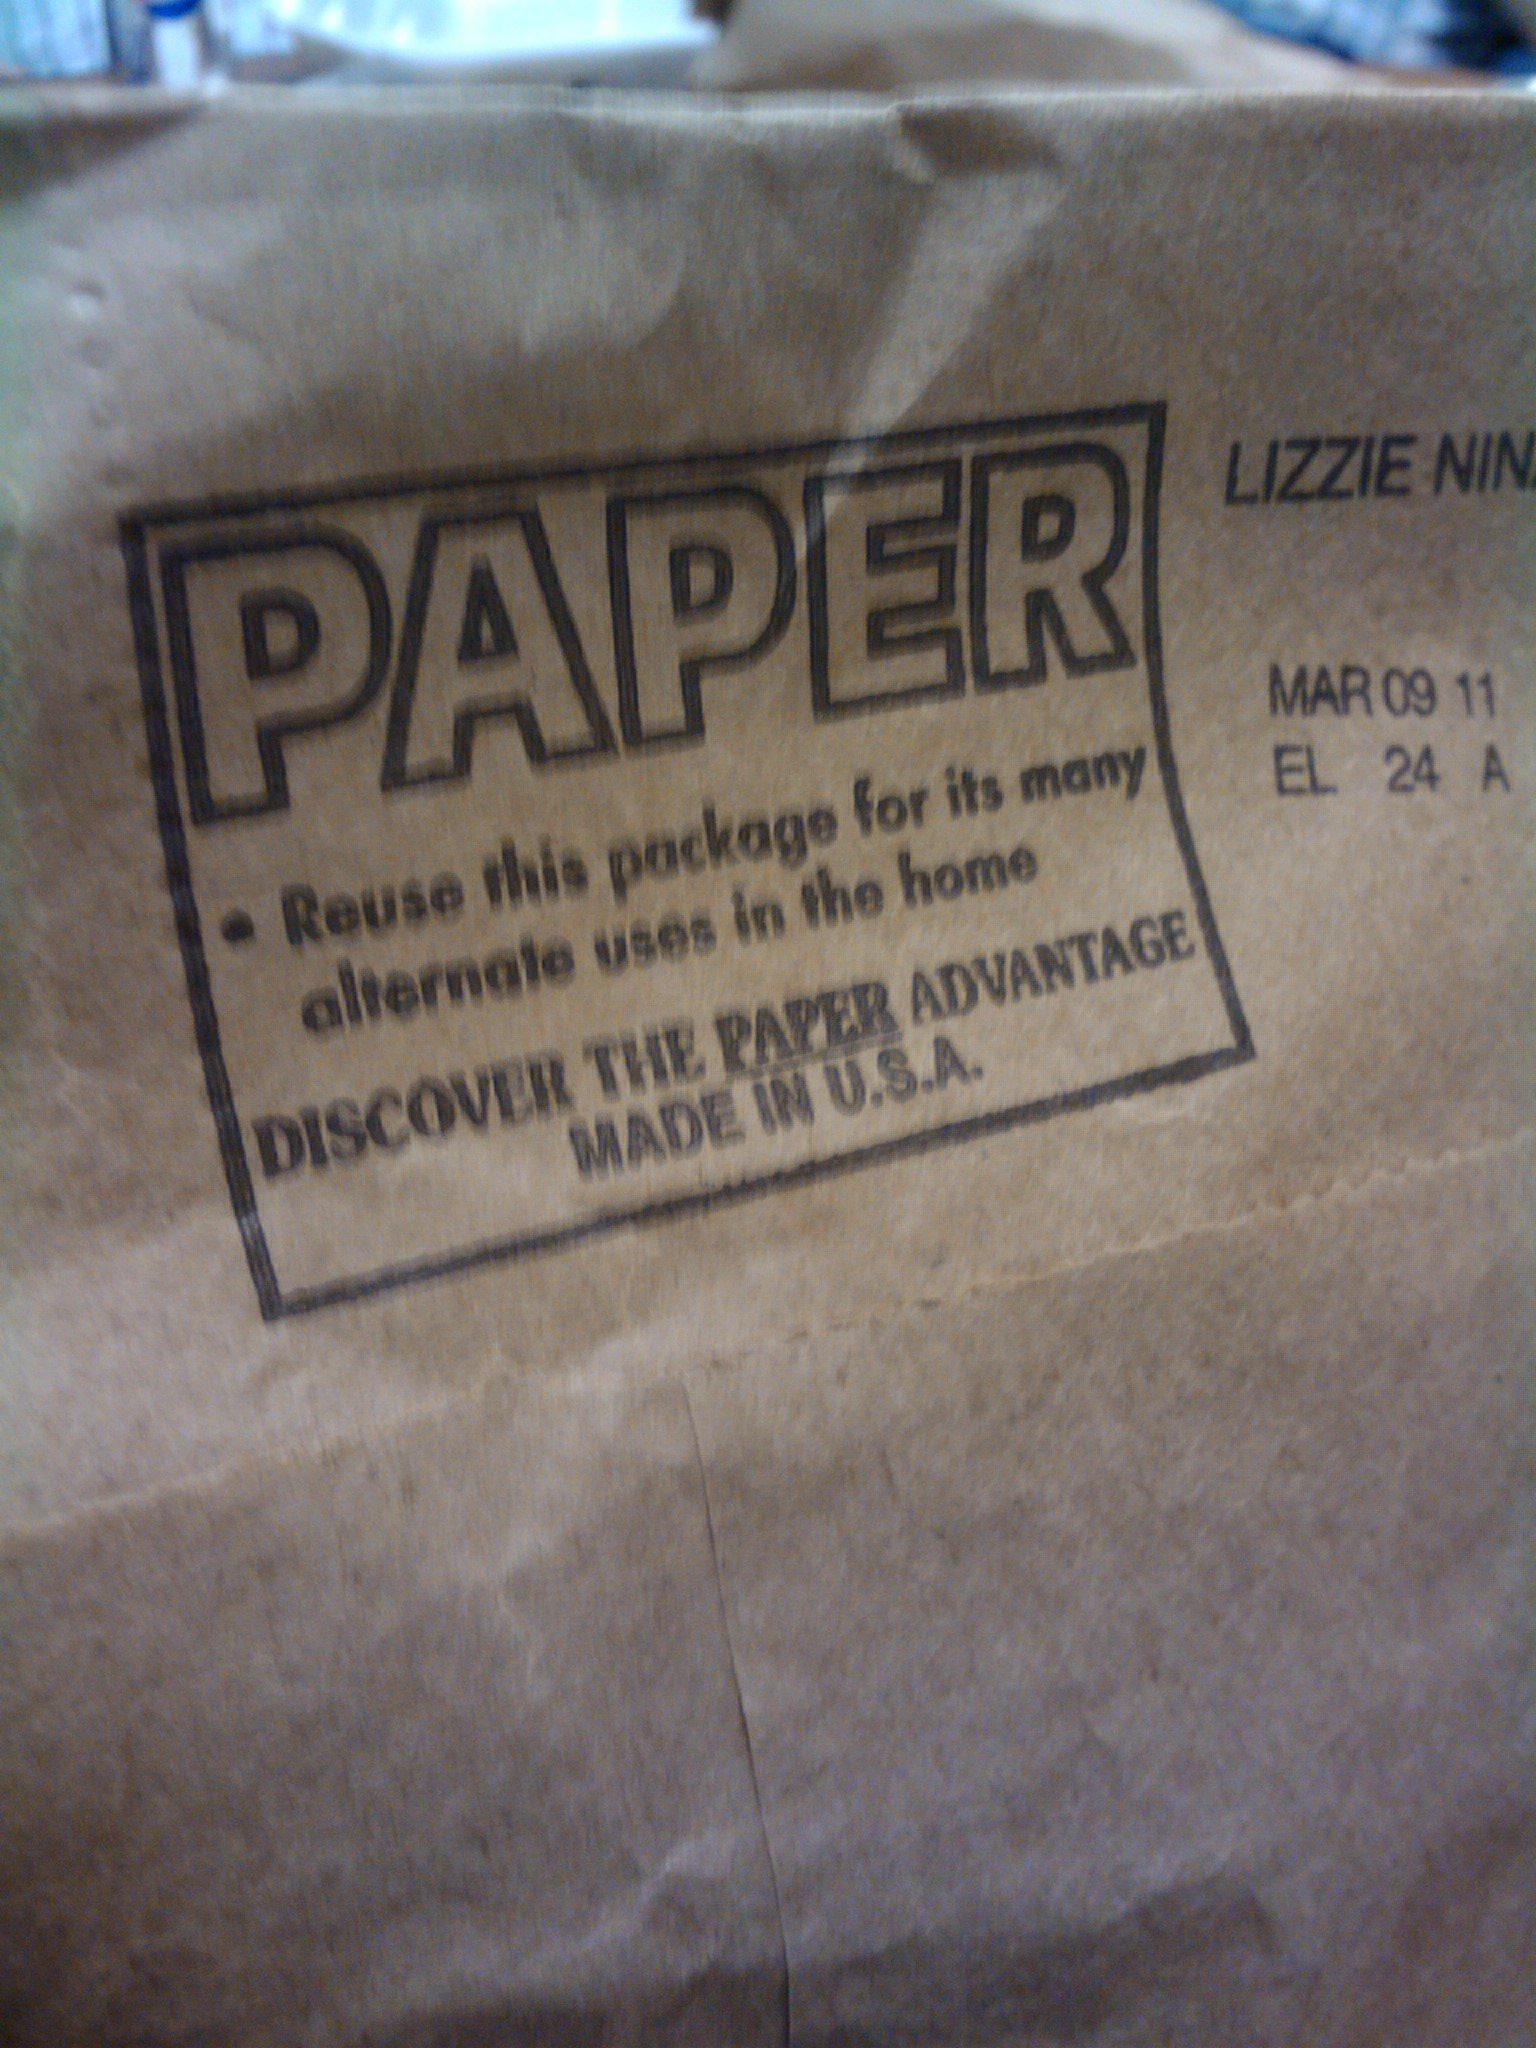 PAPER
• Reuse this package for its many
alternate uses in the home
DISCOVER THE PAPER ADVANTAGE
MADE IN U.S.A.
LIZZIE
MAR 09 11
EL 24 A